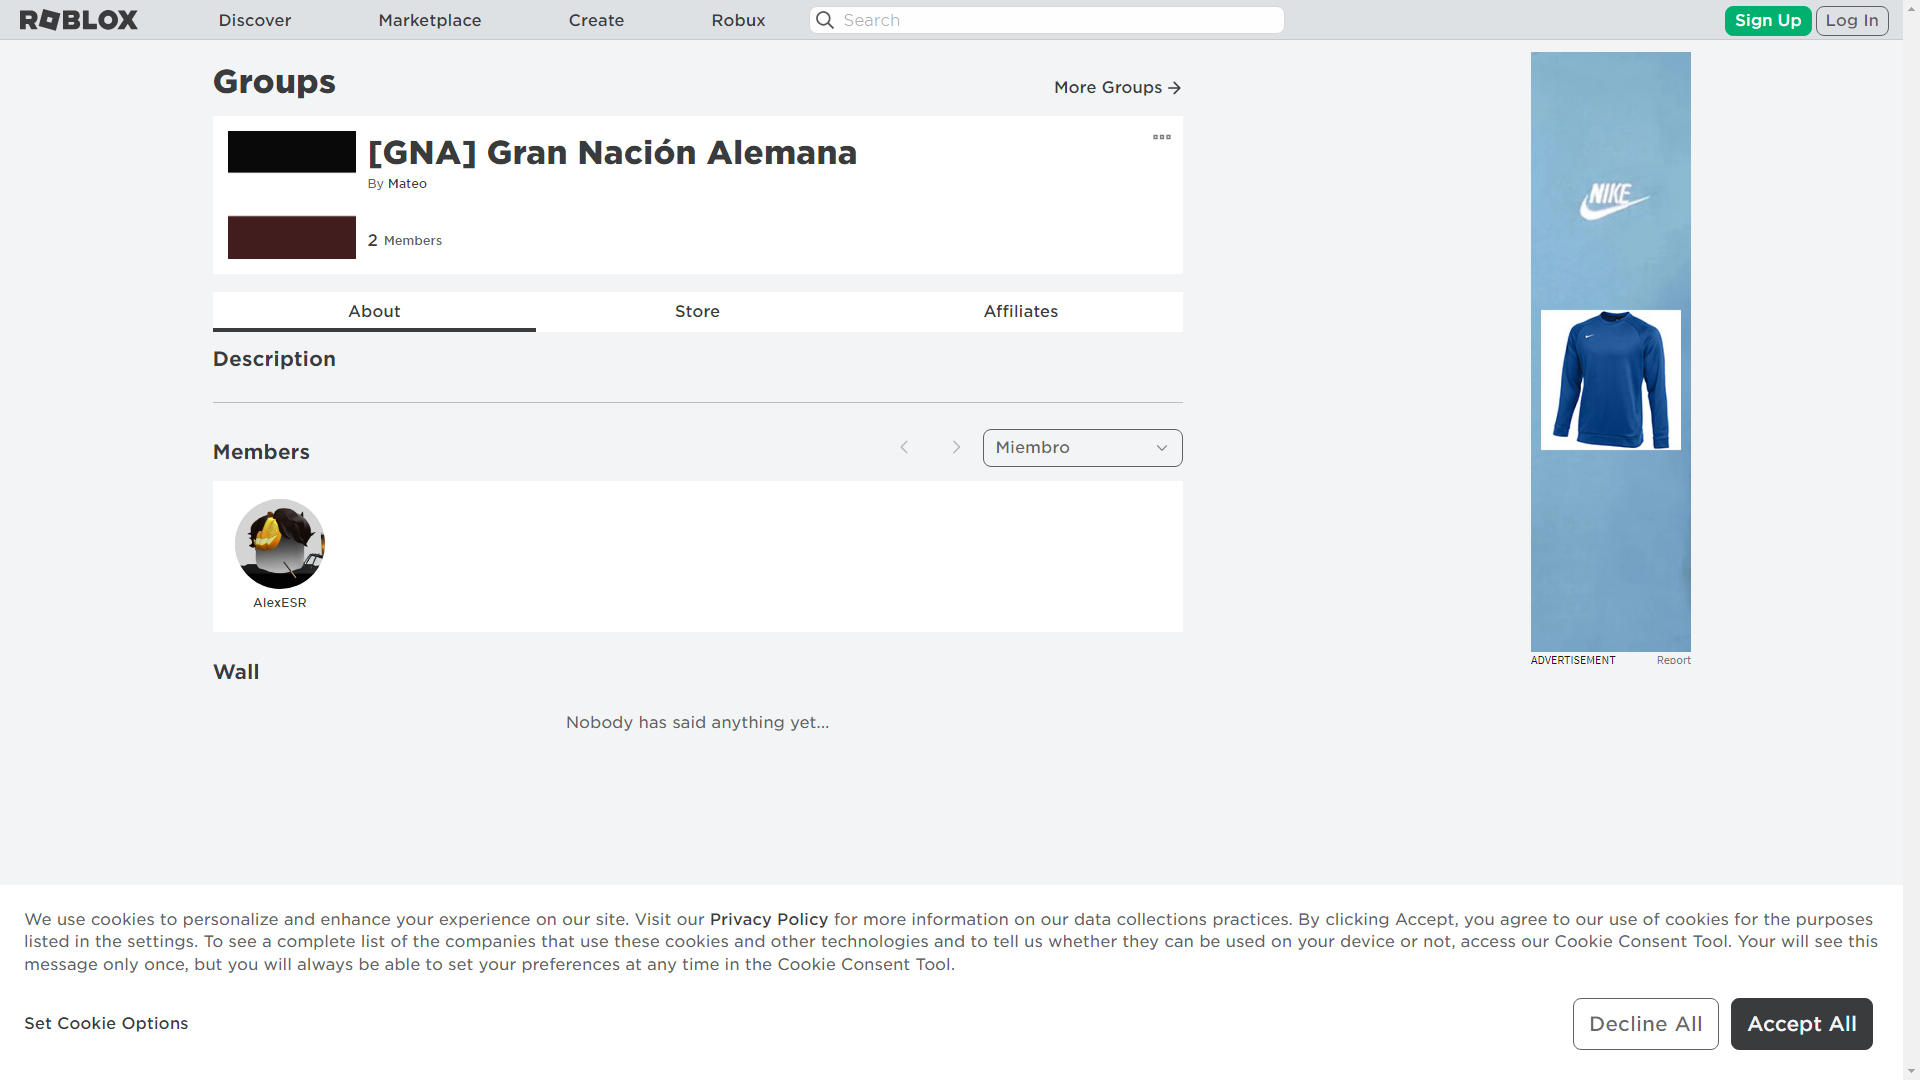 ROBLOX
Discover
Marketplace
Create
Robux
Search
Sign Up
Log In
Groups
More Groups
[GNA] Gran Nación Alemana
By Mateo
2 Members
About
Store
Affiliates
Description
Members
Miembro
AlexESR
Wall
Nobody has said anything yet...
NIKE
ADVERTISEMENT
Report
We use cookies to personalize and enhance your experience on our site. Visit our Privacy Policy for more information on our data collections practices. By clicking Accept, you agree to our use of cookies for the purposes
listed in the settings. To see a complete list of the companies that use these cookies and other technologies and to tell us whether they can be used on your device or not, access our Cookie Consent Tool. Your will see this
message only once, but you will always be able to set your preferences at any time in the Cookie Consent Tool.
Set Cookie Options
Decline All
Accept All